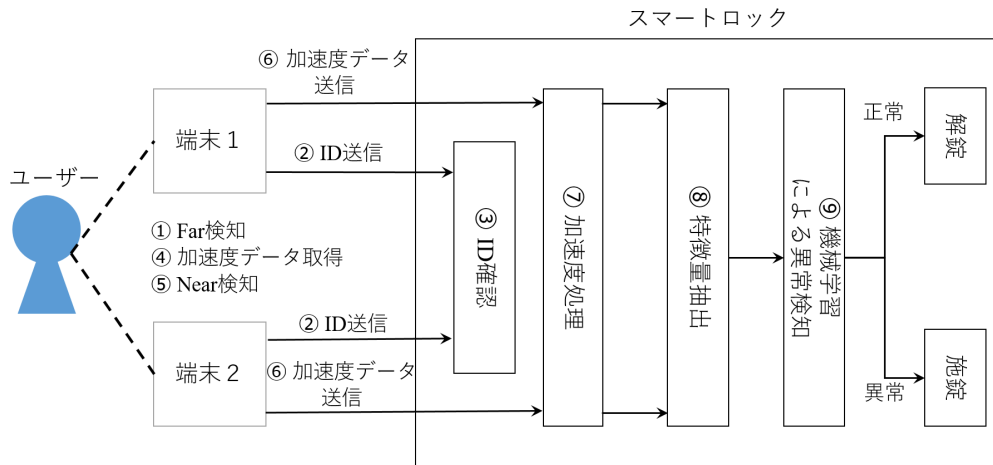 スマートロック
⑥ 加速度データ
送信
端末1
② ID送信
ユーザー
① Far検知
④ 加速度データ取得
⑤ Near検知
端末2
② ID送信
⑥ 加速度データ
送信
③ ID確認
⑦ 加速度処理
⑧ 特徴量抽出
⑨ 機械学習
による異常検知
正常
解錠
異常
施錠